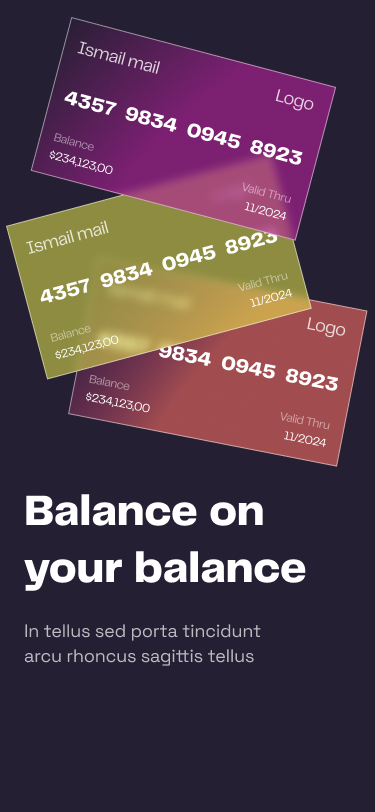 Ismail mail
Logo
4357 9834 0945 8923
Balance
$234,123,00
Valid Thru
11/2024
Ismail mail
4357 9834 0945 8923
Balance
$234,123,00
Valid Thru
11/2024
Logo
9834 0945 8923
Balance
$234,123,00
Valid Thru
11/2024
Balance on
your balance
In tellus sed porta tincidunt
arcu rhoncus sagittis tellus